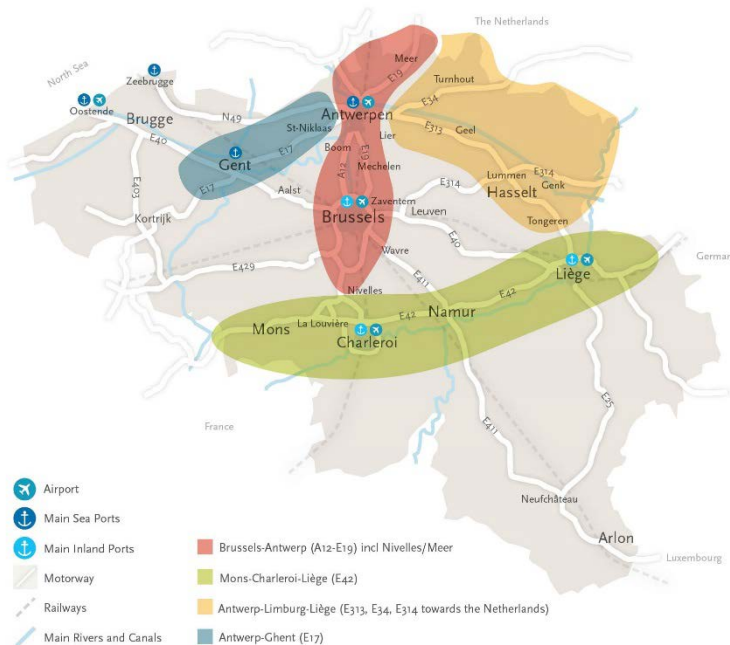 The Netherlands
North Sea
Meer
E19
Zeebrugge
Turnhout
Oostende
E34
Antwerpen
Brugge
N49
St-Niklaas
Lier
E313
Geel
E40
Boom
E19
E17
Mechelen
A12
Gent
Lummen
E314
E403
E17
Aalst
Zaventem
E314
Hasselt
Genk
Kortrijk
Brussels
Leuven
Tongeren
E40
Wavre
German
E429
E411
Liège
Nivelles
E42
Namur
La Louvière
E42
Mons
Charleroi
E25
France
E411
Neufchâteau
Arlon
Luxembourg
Airport
Main Sea Ports
Main Inland Ports
Motorway
Railways
Main Rivers and Canals
Brussels-Antwerp (A12-E19) incl Nivelles/Meer
Mons-Charleroi-Liège (E42)
Antwerp-Limburg-Liège (E313, E34, E314 towards the Netherlands)
Antwerp-Ghent (E17)